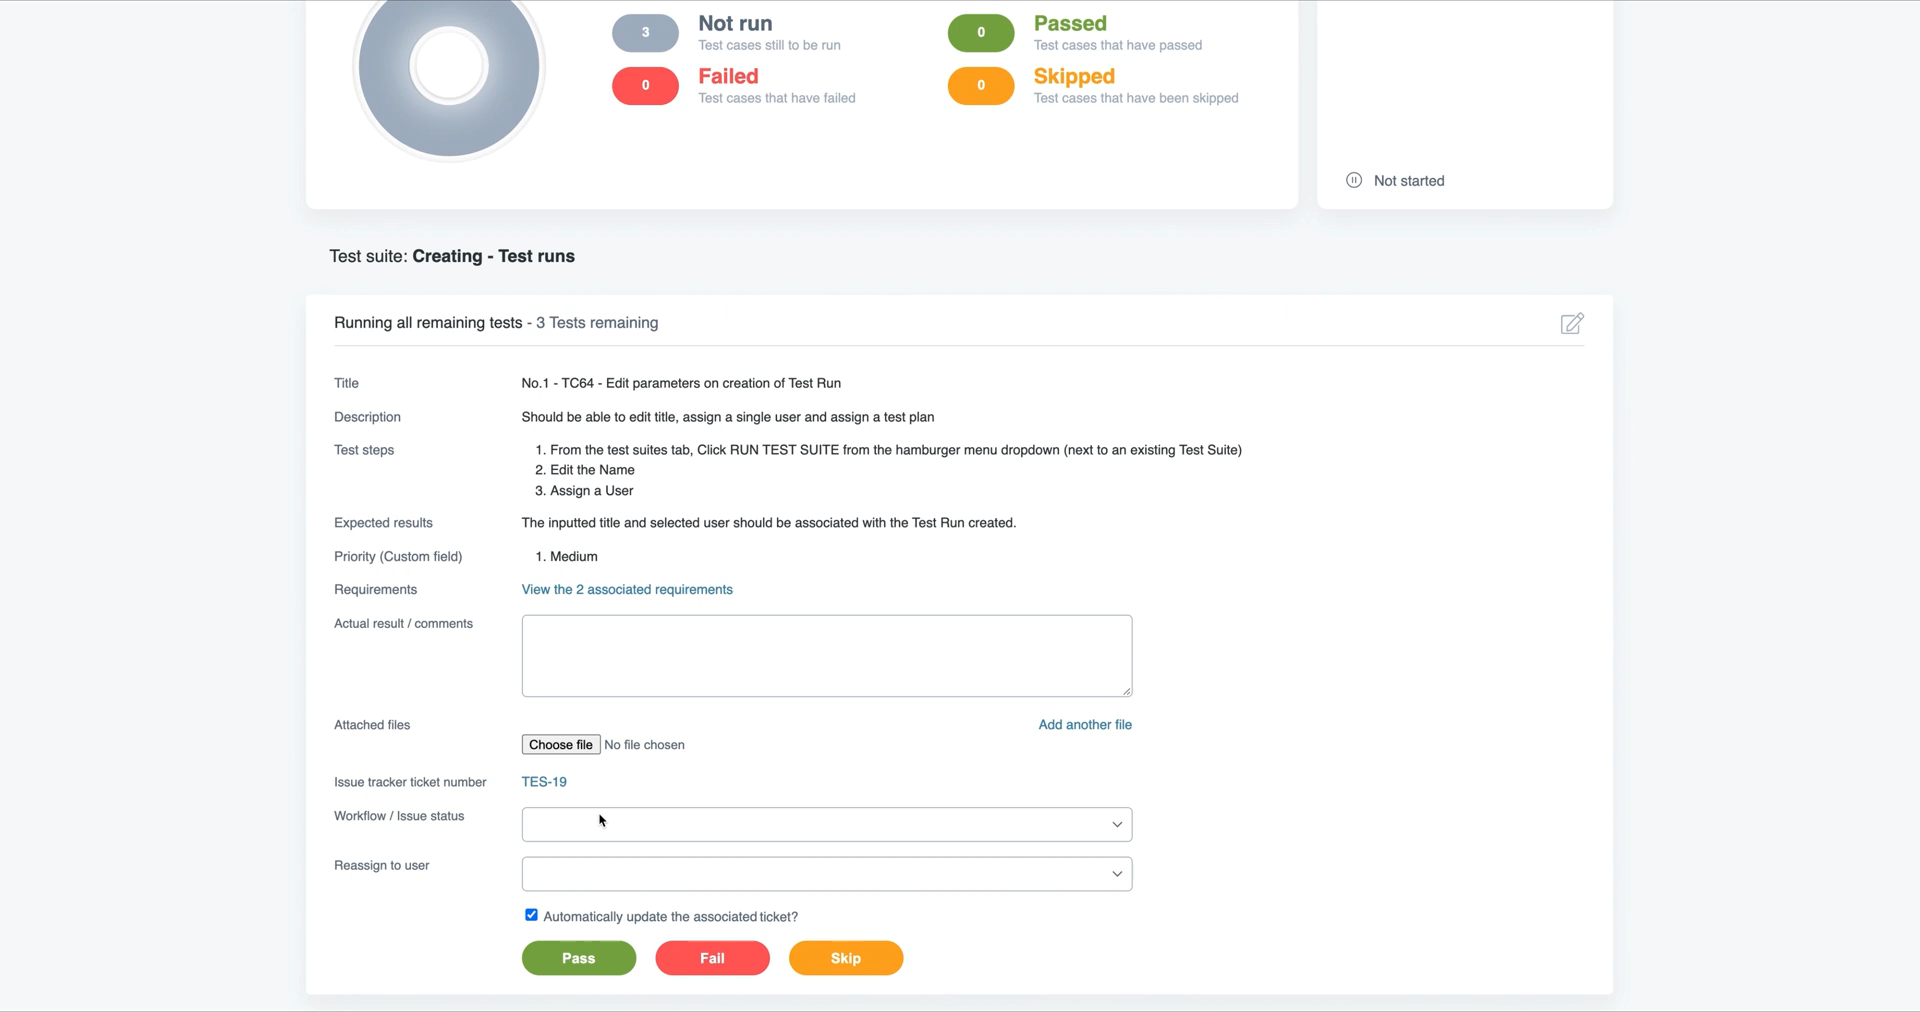 3 Not run 0 Passed
Test cases still to be run Test cases that have passed
0 Failed 0 Skipped
Test cases that have failed Test cases that have been skipped
Not started
Test suite: Creating - Test runs
Running all remaining tests - 3 Tests remaining
Title No.1 - TC64 - Edit parameters on creation of Test Run
Description Should be able to edit title, assign a single user and assign a test plan
Test steps 1. From the test suites tab, Click RUN TEST SUITE from the hamburger menu dropdown (next to an existing Test Suite)
2. Edit the Name
3. Assign a User
Expected results The inputted title and selected user should be associated with the Test Run created.
Priority (Custom field) 1. Medium
Requirements View the 2 associated requirements
Actual result / comments
Attached files Add another file
Choose file No file chosen
Issue tracker ticket number TES-19
Workflow / Issue status
Reassign to user
Automatically update the associated ticket?
Pass Fail Skip